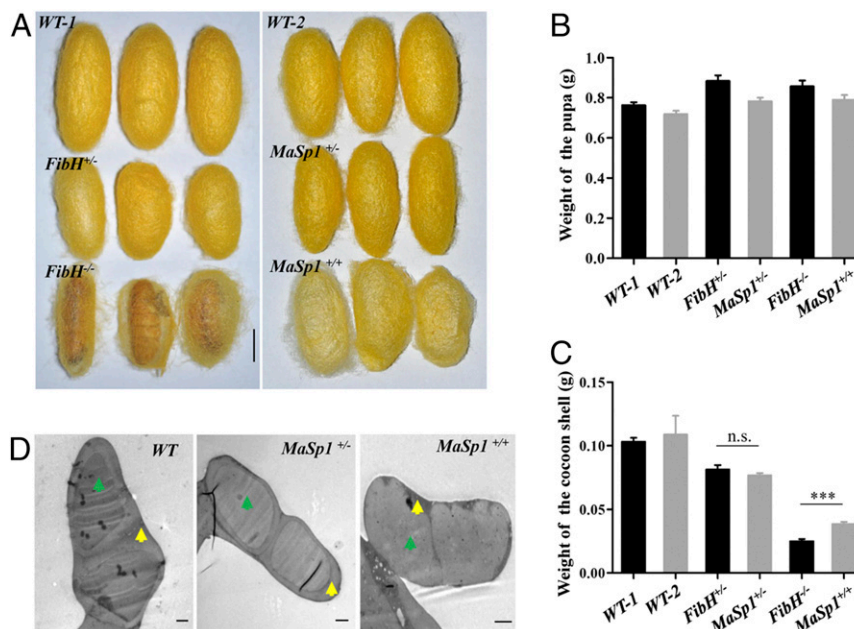 A
WT-1
WT-2
FibH+/-
MaSp1+/-
FibH-/-
MaSp1+/+
B
Weight of the pupa (g)
1.0
0.8
0.6
0.4
0.2
0.0
WT-1
WT-2
FibH+/-
MaSp1+/-
FibH-/-
MaSp1+/+
C
Weight of the cocoon shell (g)
0.15
0.10
0.05
0.00
n.s.
***
WT-1
WT-2
FibH+/-
MaSp1+/-
FibH-/-
MaSp1+/+
D
WT
MaSp1 +/-
MaSp1 +/+